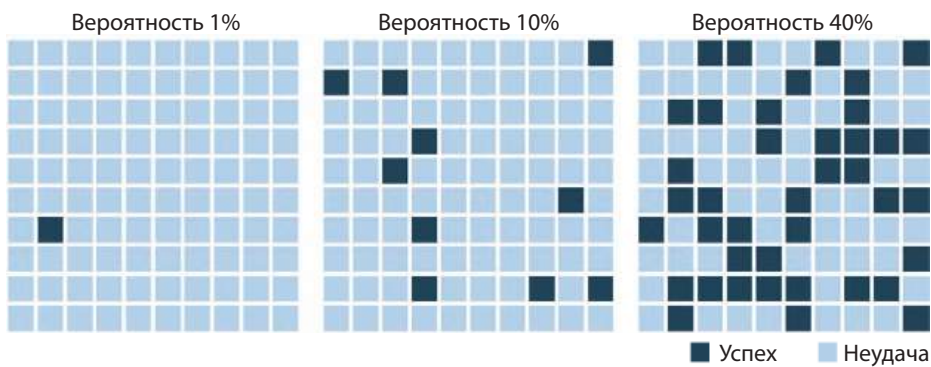 Вероятность 1%
Вероятность 10%
Вероятность 40%
Успех
Неудача